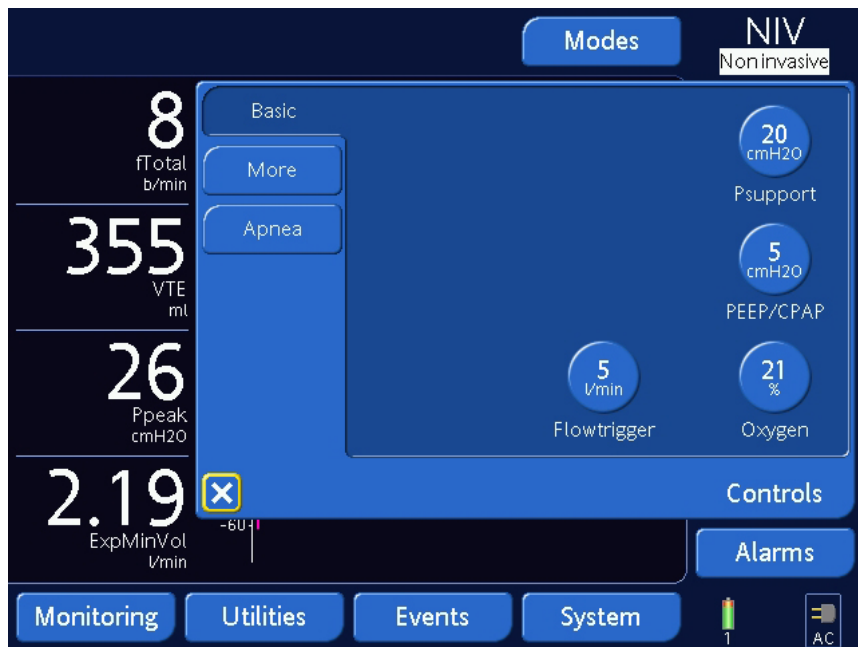 Modes
NIV
Noninvasive
8
fTotal
b/min
355
VTE
ml
26
Ppeak
cmH2O
2.19
ExpMinVol
l/min
Basic
More
Apnea
20
cmH2O
Psupport
5
cmH2O
PEEP/CPAP
5
l/min
Flowtrigger
21
%
Oxygen
Controls
-60
Alarms
Monitoring
Utilities
Events
System
1
AC